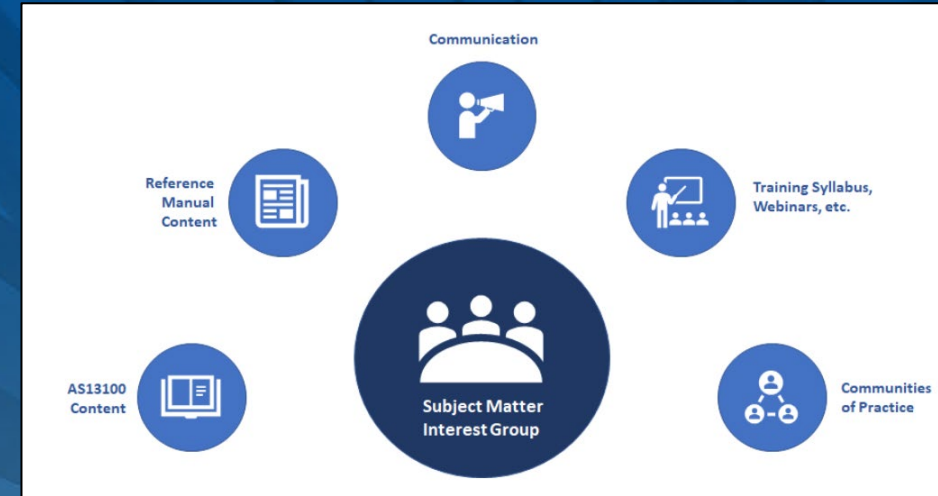 Communication
Reference
Manual
Content
Training Syllabus,
Webinars, etc.
AS13100
Content
Subject Matter
Interest Group
Communities
of Practice